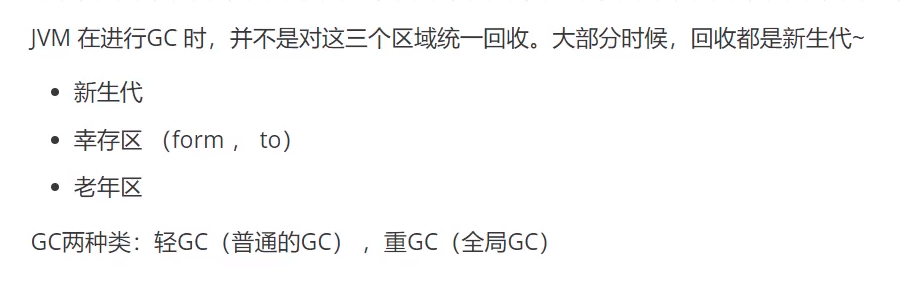 JVM 在进行GC 时，并不是对这三个区域统一回收。大部分时候，回收都是新生代~
• 新生代
• 幸存区 （form ， to）
• 老年区
GC两种类：轻GC（普通的GC），重GC（全局GC）